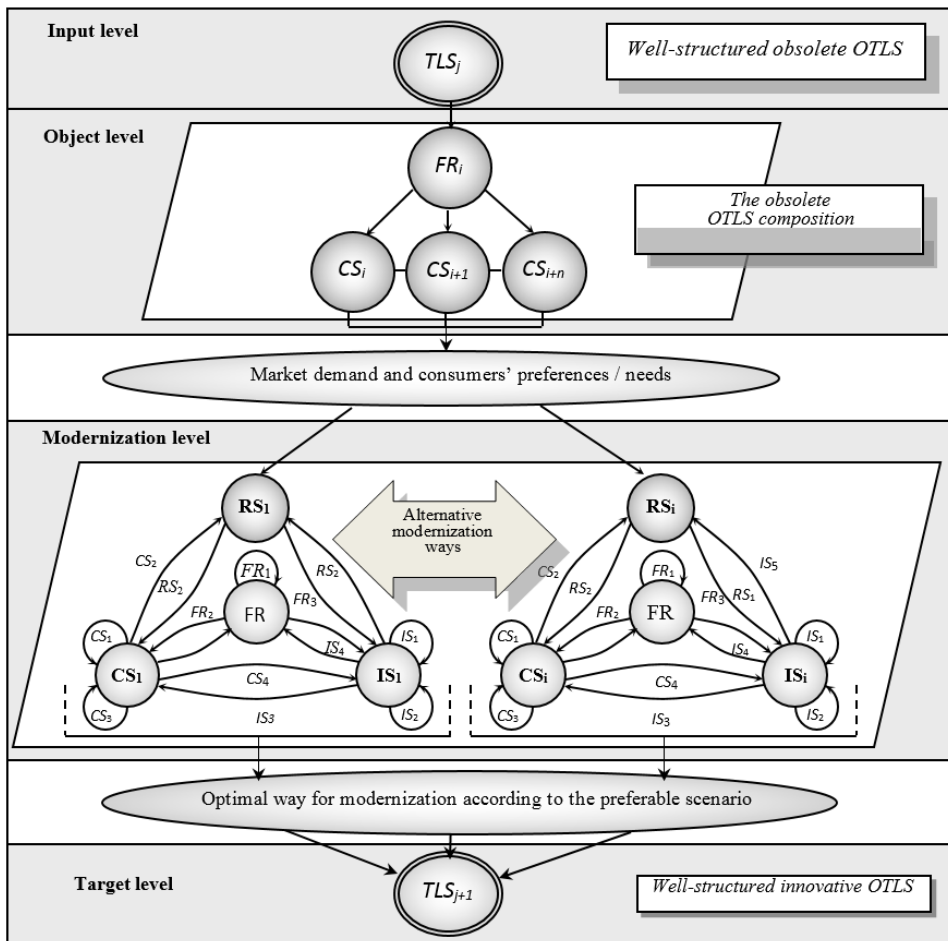 Input level
TLSj
Well-structured obsolete OTLS
Object level
FRi
The obsolete
OTLS composition
CSi
CSi+1
CSi+n
Market demand and consumers' preferences / needs
Modernization level
RS1
Alternative
modernization
ways
RSi
CS2
RS2
FR1
RS2
FR2
FR
FR3
IS4
CS1
CS1
CS3
CS4
IS3
IS1
IS1
IS2
CS2
RS2
FR1
IS5
FR2
FR
FR3
RS1
IS4
CS1
CSi
CS3
CS4
IS3
IS1
ISi
IS2
Optimal way for modernization according to the preferable scenario
Target level
TLSj+1
Well-structured innovative OTLS